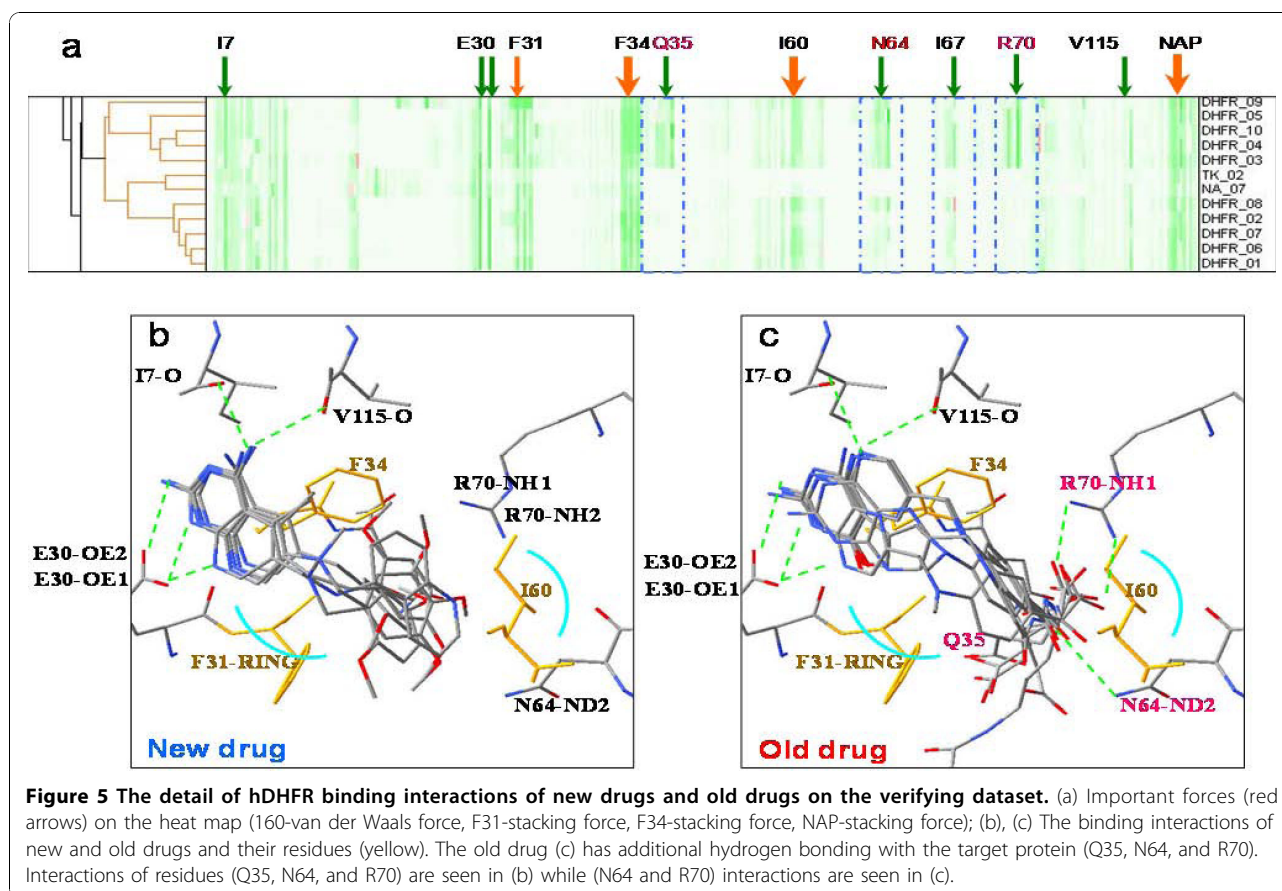 a
I7 E30 F31 F34 Q35 I60 N64 I67 R70 V115 NAP
DHFR_09
DHFR_05
DHFR_10
DHFR_04
DHFR_03
TK_02
NA_07
DHFR_08
DHFR_02
DHFR_07
DHFR_06
DHFR_01
b
I7-O
V115-O
F34
R70-NH1
R70-NH2
E30-OE2
E30-OE1
I60
F31-RING
N64-ND2
New drug
c
I7-O
V115-O
F34
R70-NH1
E30-OE2
E30-OE1
I60
Q35
F31-RING
N64-ND2
Old drug
Figure 5 The detail of hDHFR binding interactions of new drugs and old drugs on the verifying dataset. (a) Important forces (red
arrows) on the heat map (160-van der Waals force, F31-stacking force, F34-stacking force, NAP-stacking force); (b), (c) The binding interactions of
new and old drugs and their residues (yellow). The old drug (c) has additional hydrogen bonding with the target protein (Q35, N64, and R70).
Interactions of residues (Q35, N64, and R70) are seen in (b) while (N64 and R70) interactions are seen in (c).